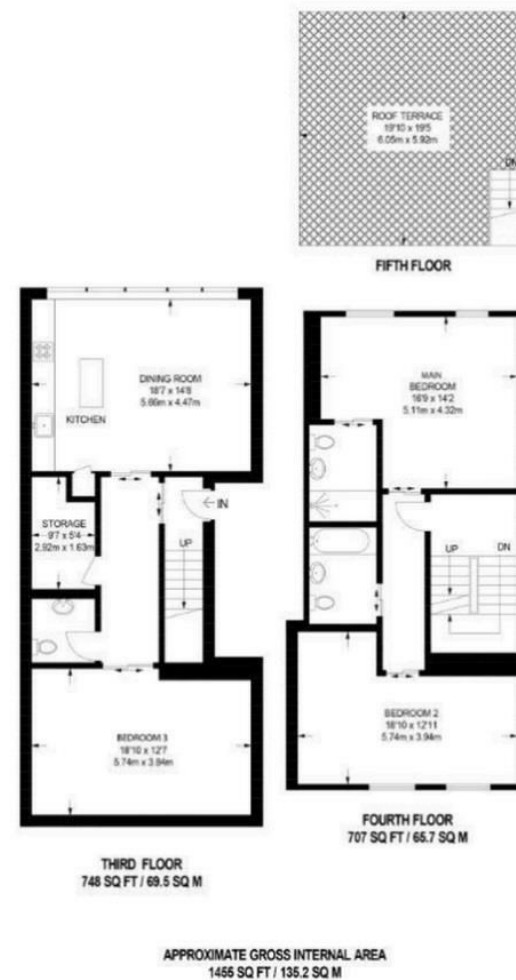 ROOF TERRACE
19'10 x 19'5
6.05m x 5.92m
DN
FIFTH FLOOR
DINING ROOM
18'7 x 14'8
5.66m x 4.47m
KITCHEN
STORAGE
9'7 x 5'4
2.92m x 1.63m
IN
UP
BEDROOM 3
18'10 x 12'7
5.74m x 3.84m
THIRD FLOOR
748 SQ FT / 69.5 SQ M
MAIN
BEDROOM
16'9 x 14'2
5.11m x 4.32m
UP
DN
BEDROOM 2
18'10 x 12'11
5.74m x 3.94m
FOURTH FLOOR
707 SQ FT / 65.7 SQ M
APPROXIMATE GROSS INTERNAL AREA
1455 SQ FT / 135.2 SQ M